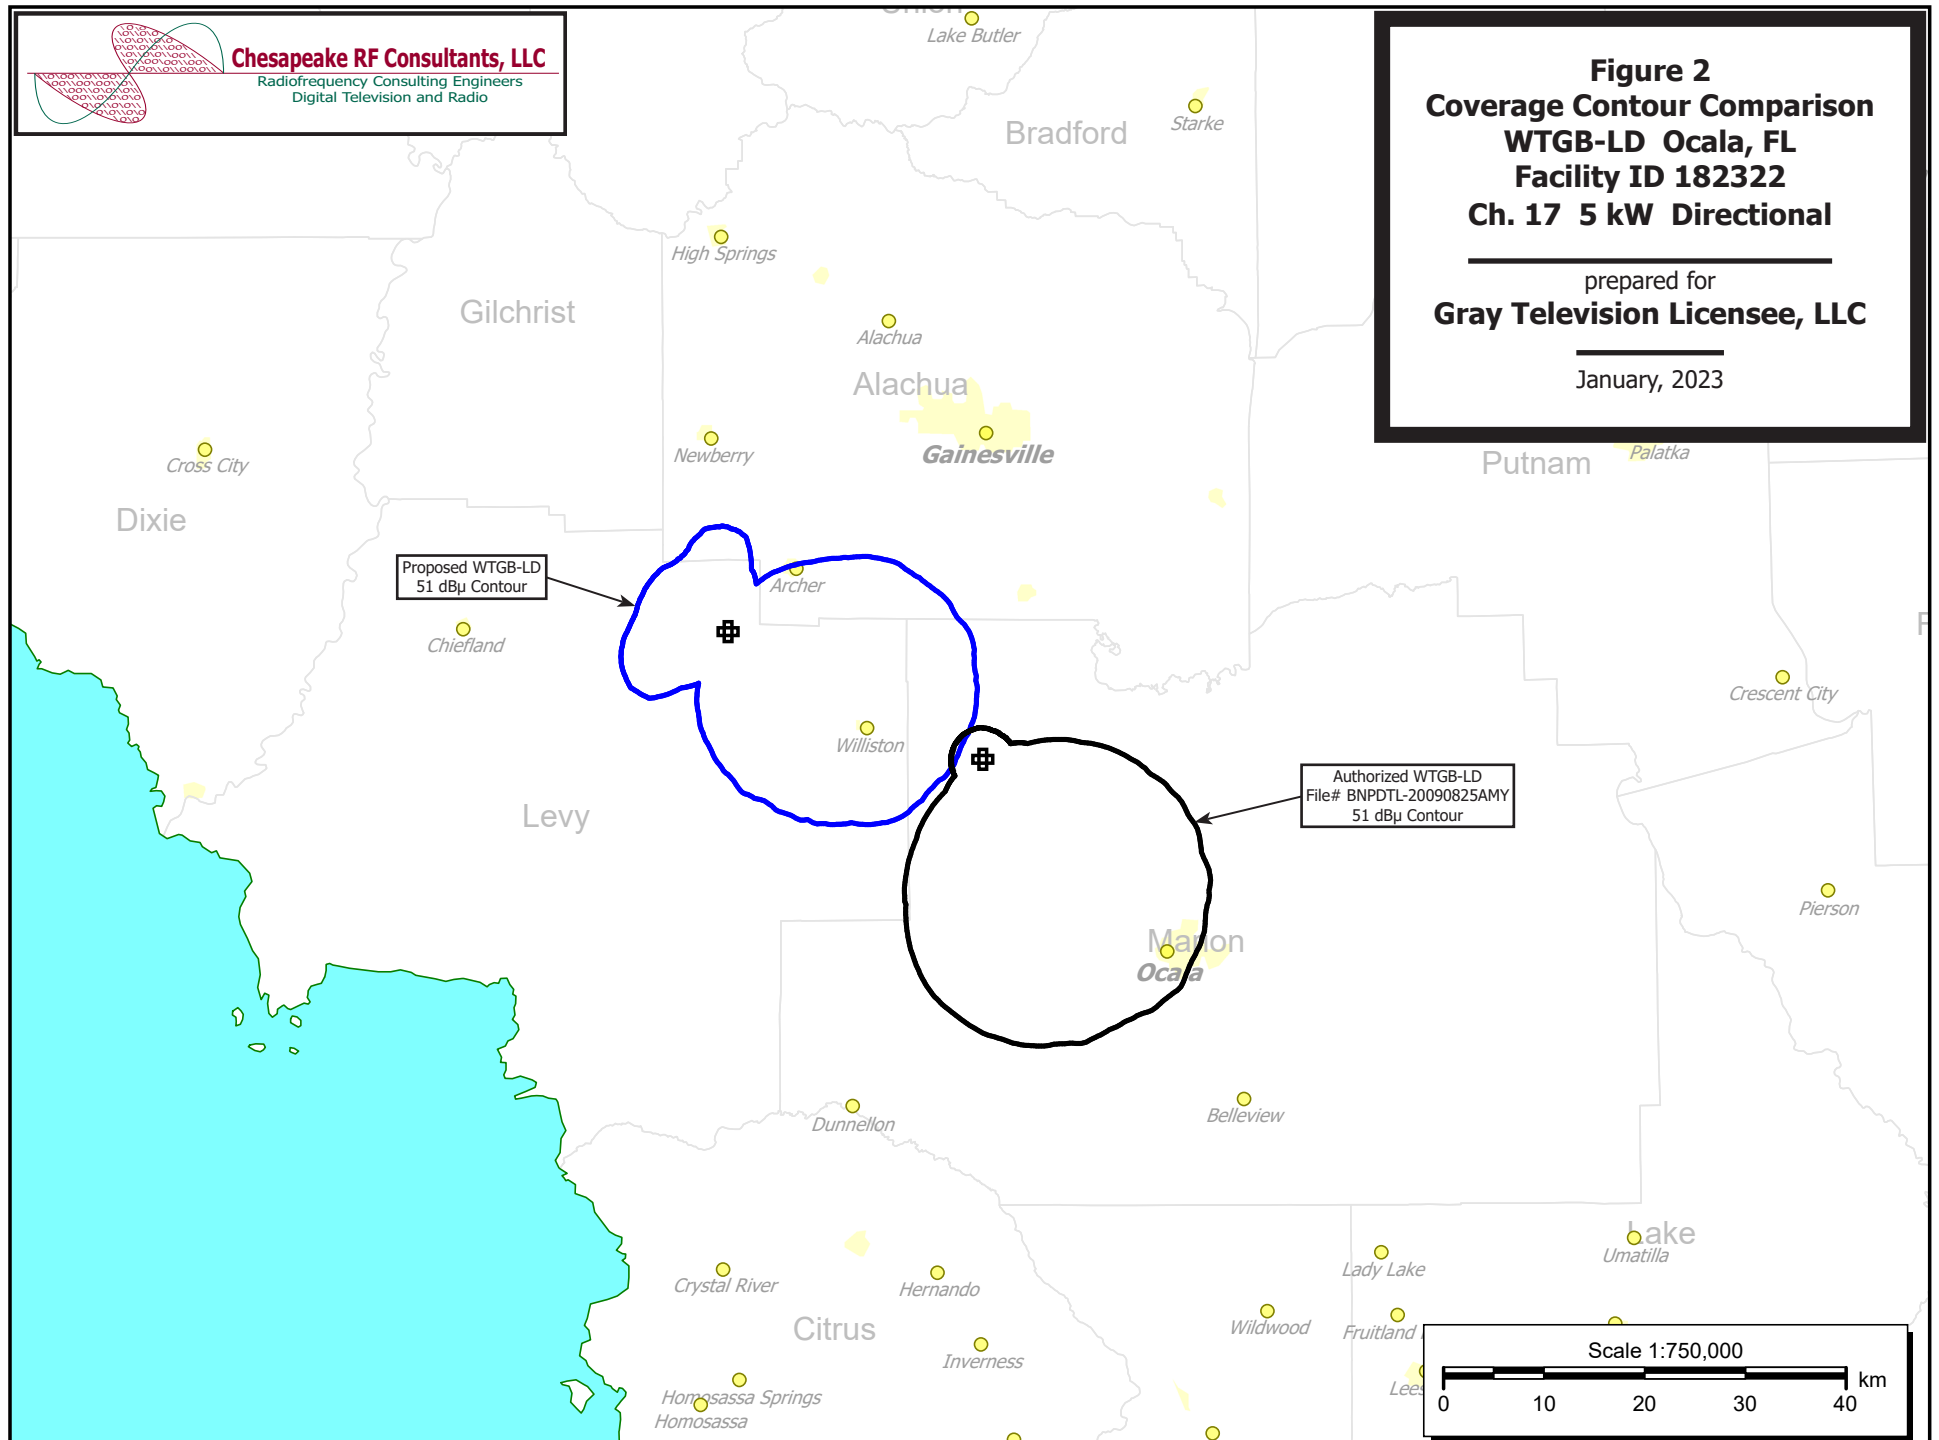 Chesapeake RF Consultants, LLC
Radiofrequency Consulting Engineers
Digital Television and Radio
Figure 2
Coverage Contour Comparison
WTGB-LD Ocala, FL
Facility ID 182322
Ch. 17 5 kW Directional
prepared for
Gray Television Licensee, LLC
January, 2023
Lake Butler
Bradford
Starke
High Springs
Gilchrist
Alachua
Alachua
Newberry
Gainesville
Cross City
Dixie
Putnam
Palatka
Proposed WTGB-LD
51 dBµ Contour
Archer
Chiefland
Crescent City
Williston
Levy
Authorized WTGB-LD
File# BNPDTL-20090825AMY
51 dBµ Contour
Pierson
Marion
Ocala
Dunnellon
Belleview
Lake
Umatilla
Lady Lake
Crystal River
Hernando
Citrus
Wildwood
Fruitland
Inverness
Homosassa Springs
Homosassa
Scale 1:750,000
km
0 10 20 30 40